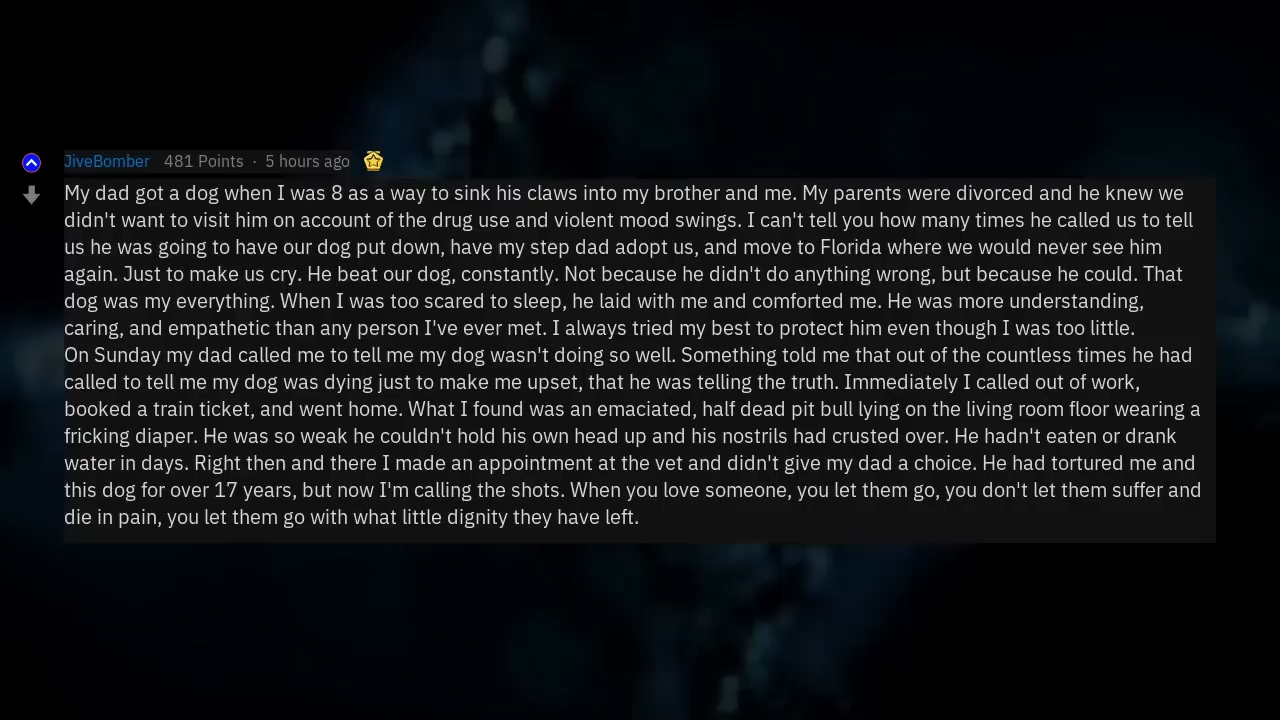 JiveBomber 481 Points · 5 hours ago
My dad got a dog when I was 8 as a way to sink his claws into my brother and me. My parents were divorced and he knew we
didn't want to visit him on account of the drug use and violent mood swings. I can't tell you how many times he called us to tell
us he was going to have our dog put down, have my step dad adopt us, and move to Florida where we would never see him
again. Just to make us cry. He beat our dog, constantly. Not because he didn't do anything wrong, but because he could. That
dog was my everything. When I was too scared to sleep, he laid with me and comforted me. He was more understanding,
caring, and empathetic than any person I've ever met. I always tried my best to protect him even though I was too little.
On Sunday my dad called me to tell me my dog wasn't doing so well. Something told me that out of the countless times he had
called to tell me my dog was dying just to make me upset, that he was telling the truth. Immediately I called out of work,
booked a train ticket, and went home. What I found was an emaciated, half dead pit bull lying on the living room floor wearing a
fricking diaper. He was so weak he couldn't hold his own head up and his nostrils had crusted over. He hadn't eaten or drank
water in days. Right then and there I made an appointment at the vet and didn't give my dad a choice. He had tortured me and
this dog for over 17 years, but now I'm calling the shots. When you love someone, you let them go, you don't let them suffer and
die in pain, you let them go with what little dignity they have left.